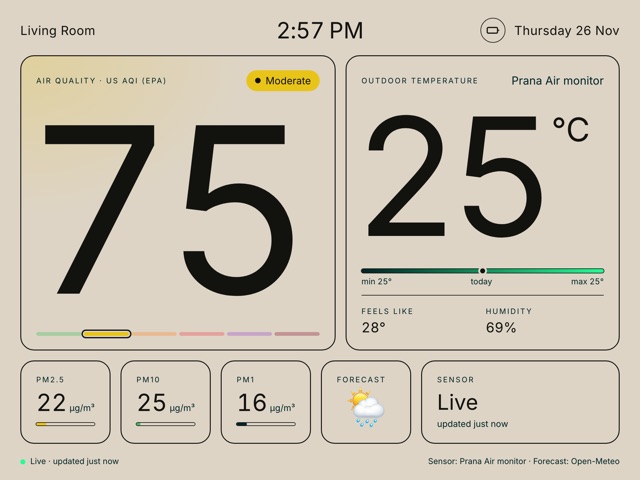 Living Room
2:57 PM
Thursday 26 Nov
AIR QUALITY · US AQI (EPA)
Moderate
75
OUTDOOR TEMPERATURE
Prana Air monitor
25 °C
min 25°
today
max 25°
FEELS LIKE
28°
HUMIDITY
69%
PM2.5
22 µg/m³
PM10
25 µg/m³
PM1
16 µg/m³
FORECAST
SENSOR
Live
updated just now
Live · updated just now
Sensor: Prana Air monitor · Forecast: Open-Meteo